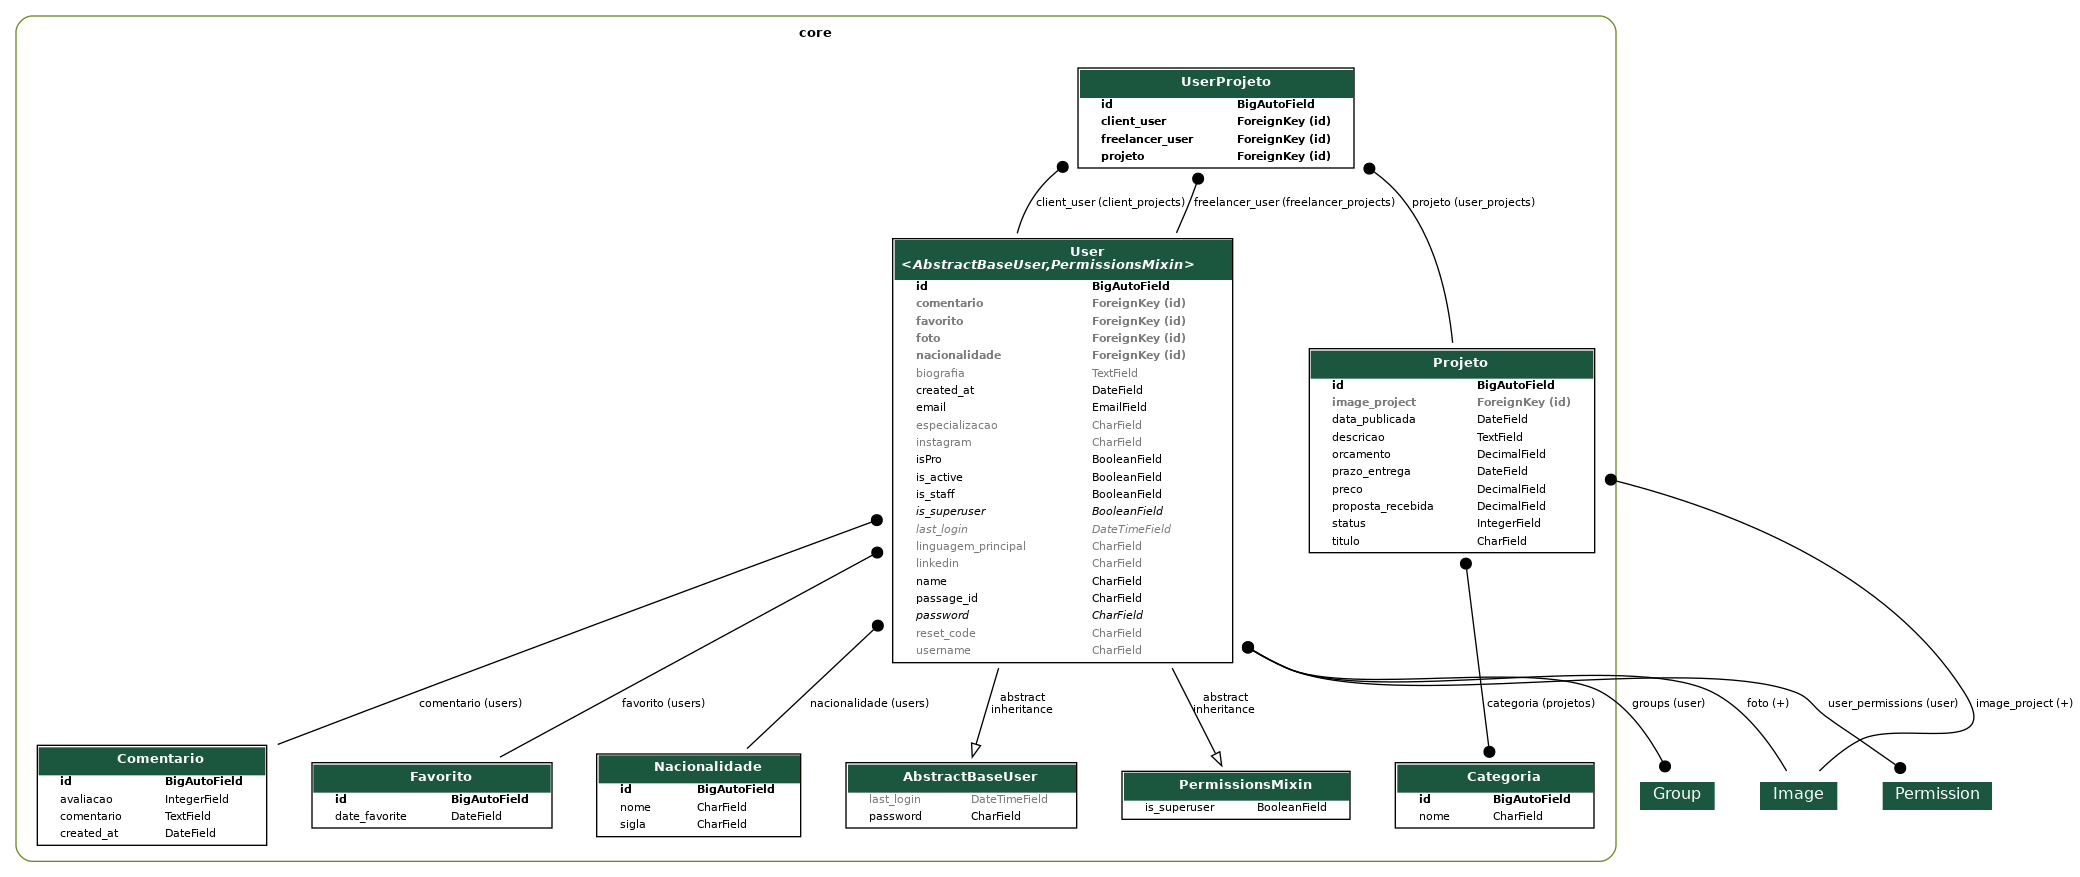 core
UserProjeto
id BigAutoField
client_user ForeignKey (id)
freelancer_user ForeignKey (id)
projeto ForeignKey (id)
client_user (client_projects)
freelancer_user (freelancer_projects)
projeto (user_projects)
User
<AbstractBaseUser,PermissionsMixin>
id BigAutoField
comentario ForeignKey (id)
favorito ForeignKey (id)
foto ForeignKey (id)
nacionalidade ForeignKey (id)
biografia TextField
created_at DateField
email EmailField
especializacao CharField
instagram CharField
isPro BooleanField
is_active BooleanField
is_staff BooleanField
is_superuser BooleanField
last_login DateTimeField
linguagem_principal CharField
linkedin CharField
name CharField
passage_id CharField
password CharField
reset_code CharField
username CharField
Projeto
id BigAutoField
image_project ForeignKey (id)
data_publicada DateField
descricao TextField
orcamento DecimalField
prazo_entrega DateField
preco DecimalField
proposta_recebida DecimalField
status IntegerField
titulo CharField
comentario (users)
favorito (users)
nacionalidade (users)
abstract
inheritance
abstract
inheritance
categoria (projetos)
groups (user)
foto (+)
user_permissions (user)
image_project (+)
Comentario
id BigAutoField
avaliacao IntegerField
comentario TextField
created_at DateField
Favorito
id BigAutoField
date_favorite DateField
Nacionalidade
id BigAutoField
nome CharField
sigla CharField
AbstractBaseUser
last_login DateTimeField
password CharField
PermissionsMixin
is_superuser BooleanField
Categoria
id BigAutoField
nome CharField
Group
Image
Permission